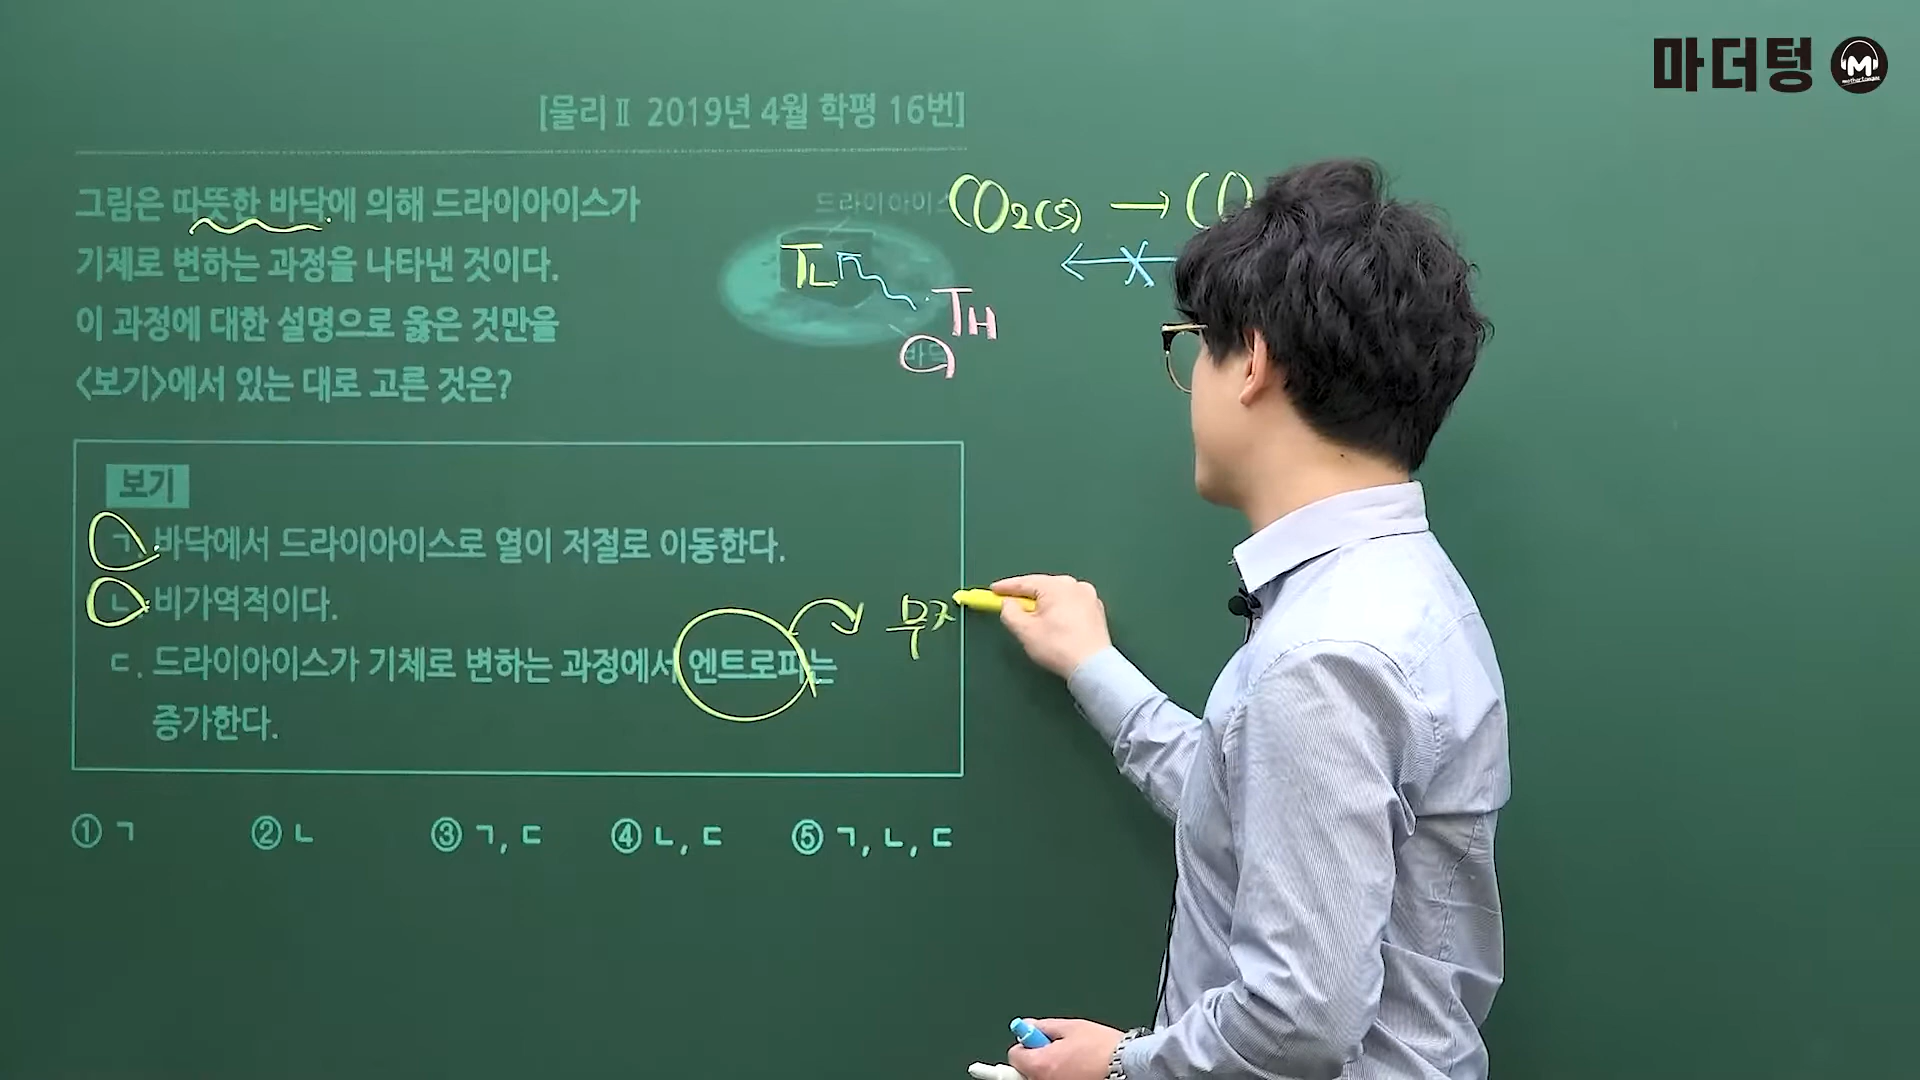 마더텅
[물리Ⅱ 2019년 4월 학평 16번]
그림은 따뜻한 바닥에 의해 드라이아이스가
기체로 변하는 과정을 나타낸 것이다.
이 과정에 대한 설명으로 옳은 것만을
<보기>에서 있는 대로 고른 것은?
드라이아이스
CO2(s) →
TL
TH
바닥
보기
ㄱ. 바닥에서 드라이아이스로 열이 저절로 이동한다.
ㄴ. 비가역적이다.
ㄷ. 드라이아이스가 기체로 변하는 과정에서 엔트로피는
증가한다.
① ㄱ ② ㄴ ③ ㄱ, ㄷ ④ ㄴ, ㄷ ⑤ ㄱ, ㄴ, ㄷ